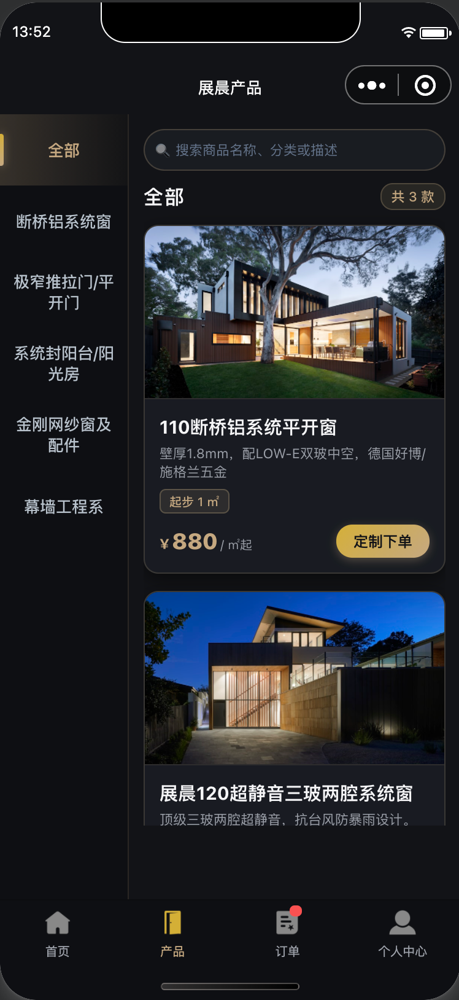 13:52
展晨产品
全部
断桥铝系统窗
极窄推拉门/平
开门
系统封阳台/阳
光房
金刚网纱窗及
配件
幕墙工程系
搜索商品名称、分类或描述
全部
共 3 款
110断桥铝系统平开窗
壁厚1.8mm，配LOW-E双玻中空，德国好博/
施格兰五金
起步 1 ㎡
¥ 880 / ㎡起
定制下单
展晨120超静音三玻两腔系统窗
顶级三玻两腔超静音，抗台风防暴雨设计。
首页
产品
订单
个人中心